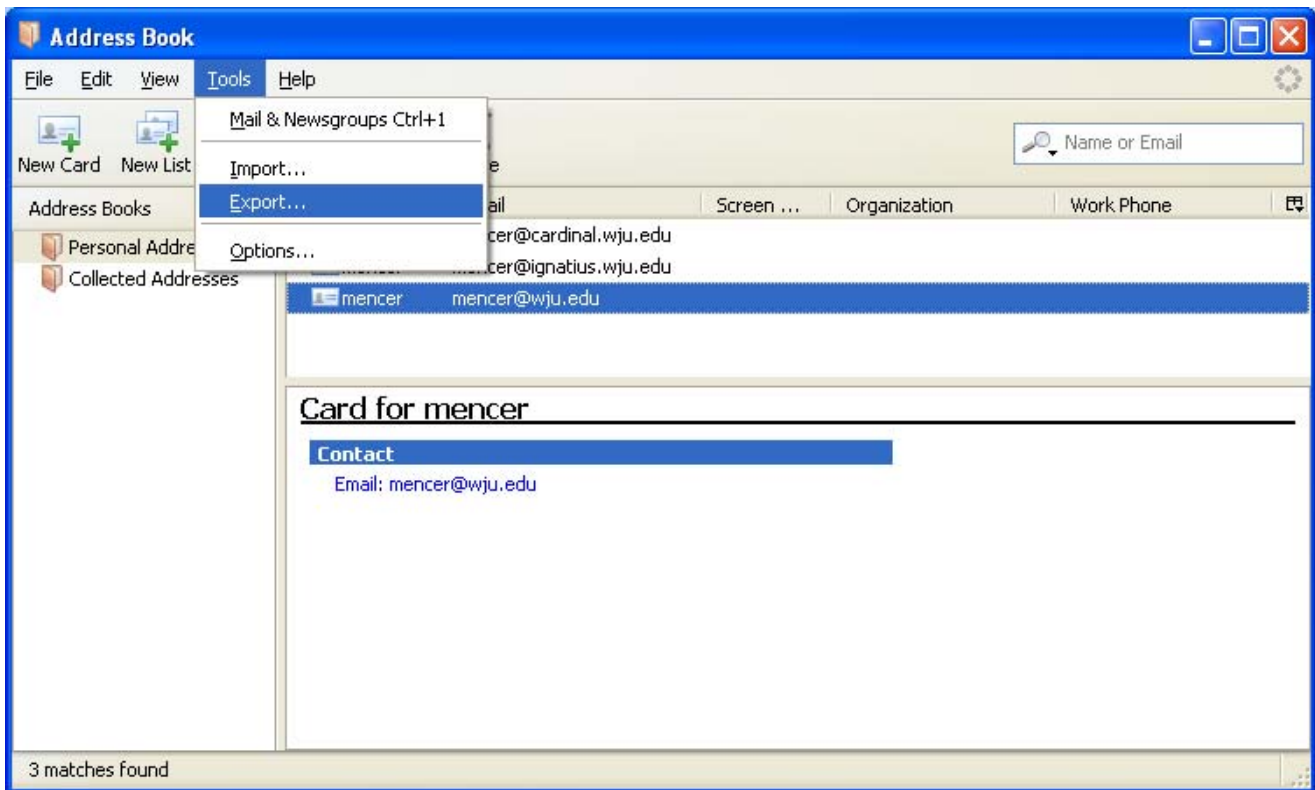 Address Book
File Edit View Tools Help
Mail & Newsgroups Ctrl+1
Import...
Export...
Options...
New Card New List
Name or Email
Address Books
Screen ... Organization Work Phone
Personal Addre
Collected Addresses
cer@cardinal.wju.edu
cer@ignatius.wju.edu
mencer mencer@wju.edu
Card for mencer
Contact
Email: mencer@wju.edu
3 matches found